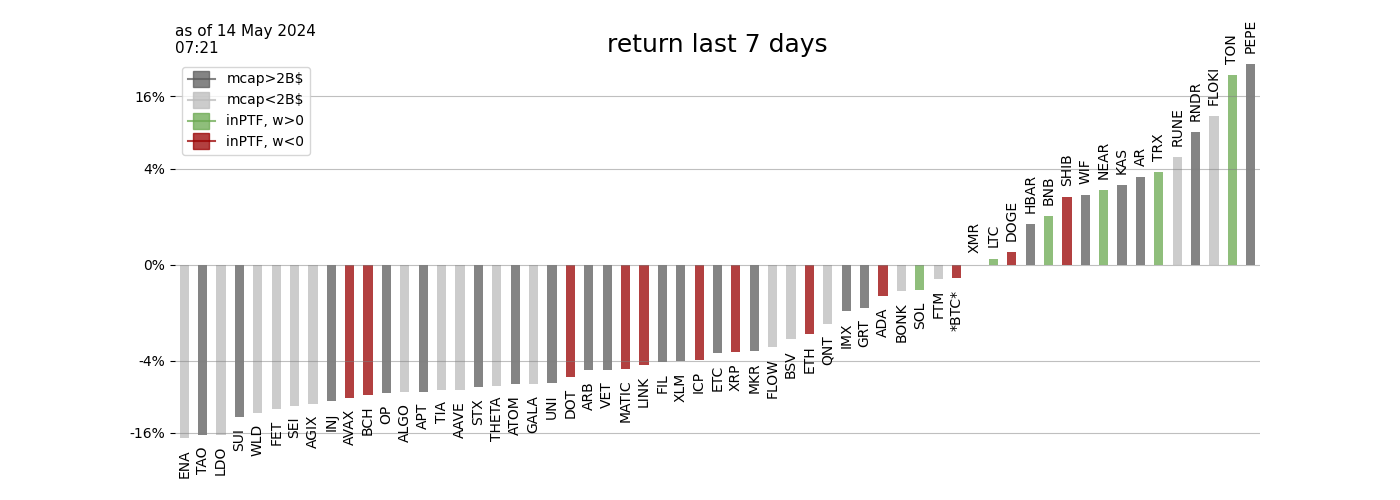 as of 14 May 2024
07:21
return last 7 days
mcap>2B$
mcap<2B$
inPTF, w>0
inPTF, w<0
16%
4%
0%
-4%
-16%
ENA
TAO
LDO
SUI
WLD
FET
SEI
AGIX
INJ
AVAX
BCH
OP
ALGO
APT
TIA
AAVE
STX
THETA
ATOM
GALA
UNI
DOT
ARB
VET
MATIC
LINK
FIL
XLM
ICP
ETC
XRP
MKR
FLOW
BSV
ETH
QNT
IMX
GRT
ADA
BONK
SOL
FTM
*BTC*
XMR
LTC
DOGE
HBAR
BNB
SHIB
WIF
NEAR
KAS
AR
TRX
RUNE
RNDR
FLOKI
TON
PEPE